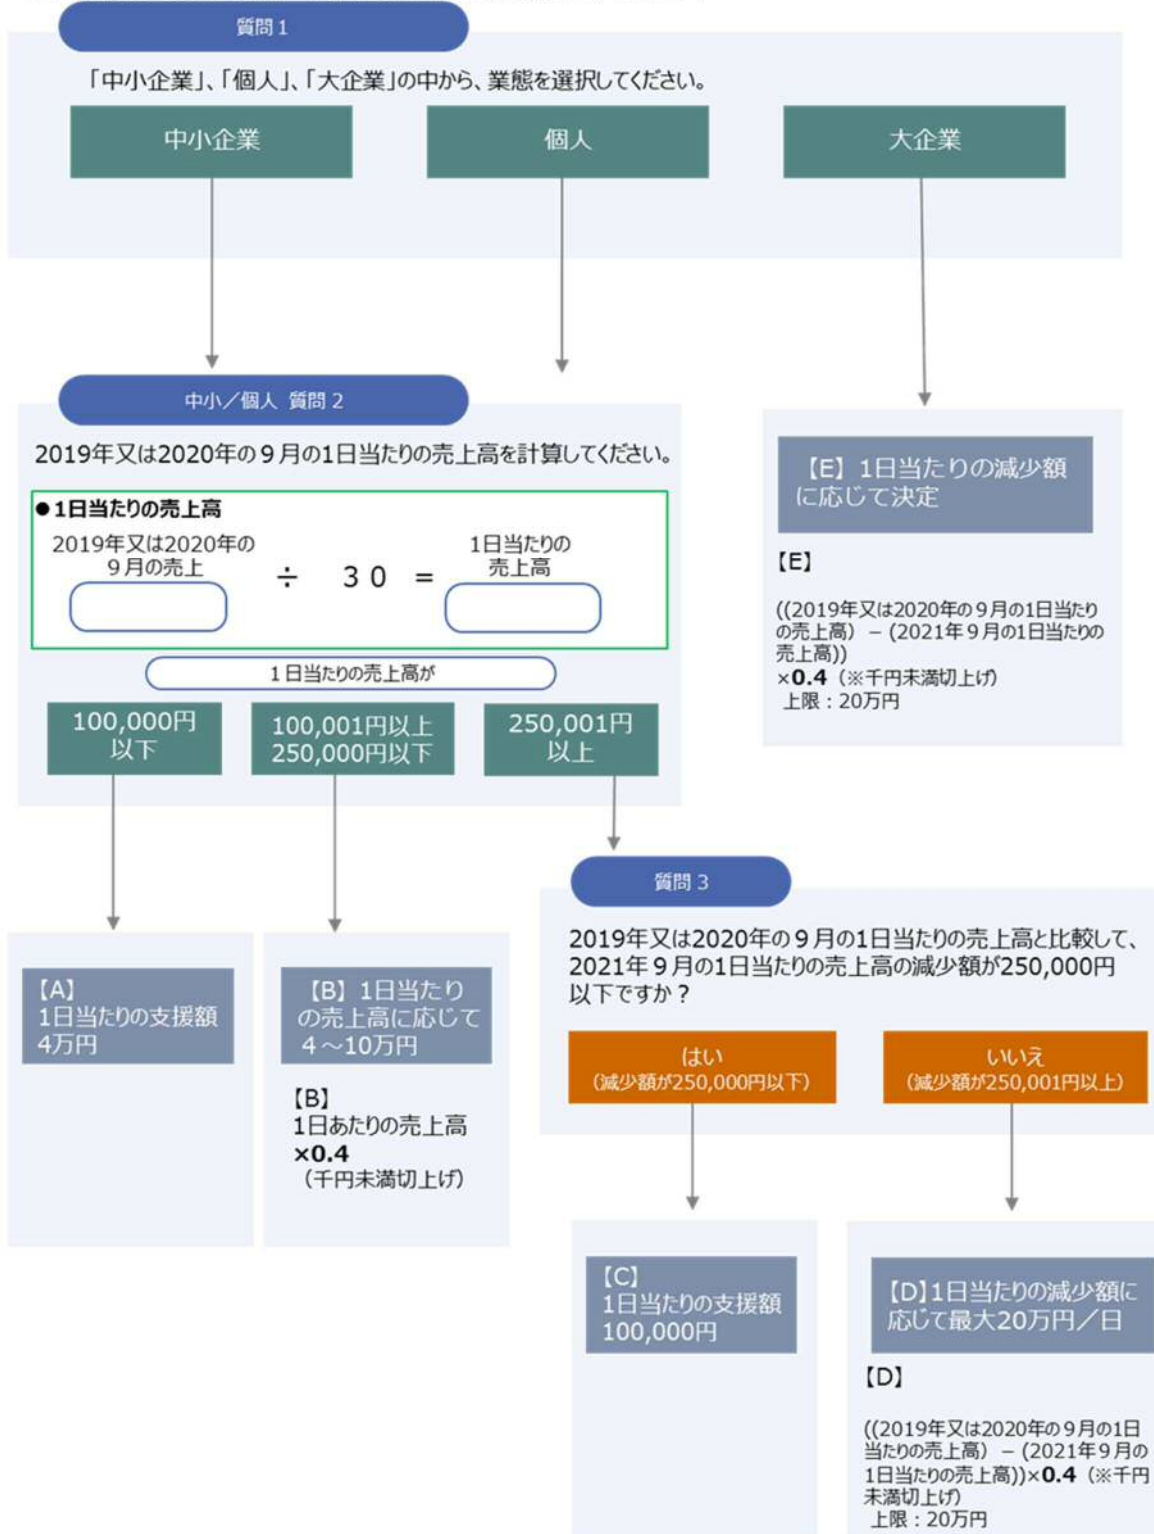 質問1
「中小企業」、「個人」、「大企業」の中から、業態を選択してください。
中小企業
個人
大企業
中小／個人 質問2
2019年又は2020年の9月の1日当たりの売上高を計算してください。
●1日当たりの売上高
2019年又は2020年の
9月の売上
÷ 30 =
1日当たりの
売上高
1日当たりの売上高が
100,000円
以下
100,001円以上
250,000円以下
250,001円
以上
【E】1日当たりの減少額
に応じて決定
【E】
((2019年又は2020年の9月の1日当たり
の売上高）－（2021年9月の1日当たりの
売上高))
×0.4（※千円未満切上げ）
上限：20万円
質問3
2019年又は2020年の9月の1日当たりの売上高と比較して、
2021年9月の1日当たりの売上高の減少額が250,000円
以下ですか？
はい
（減少額が250,000円以下）
いいえ
（減少額が250,001円以上）
【A】
1日当たりの支援額
4万円
【B】1日当たり
の売上高に応じて
4～10万円
【B】
1日あたりの売上高
×0.4
（千円未満切上げ）
【C】
1日当たりの支援額
100,000円
【D】1日当たりの減少額に
応じて最大20万円／日
【D】
((2019年又は2020年の9月の1日
当たりの売上高）－（2021年9月の
1日当たりの売上高))×0.4（※千円
未満切上げ）
上限：20万円